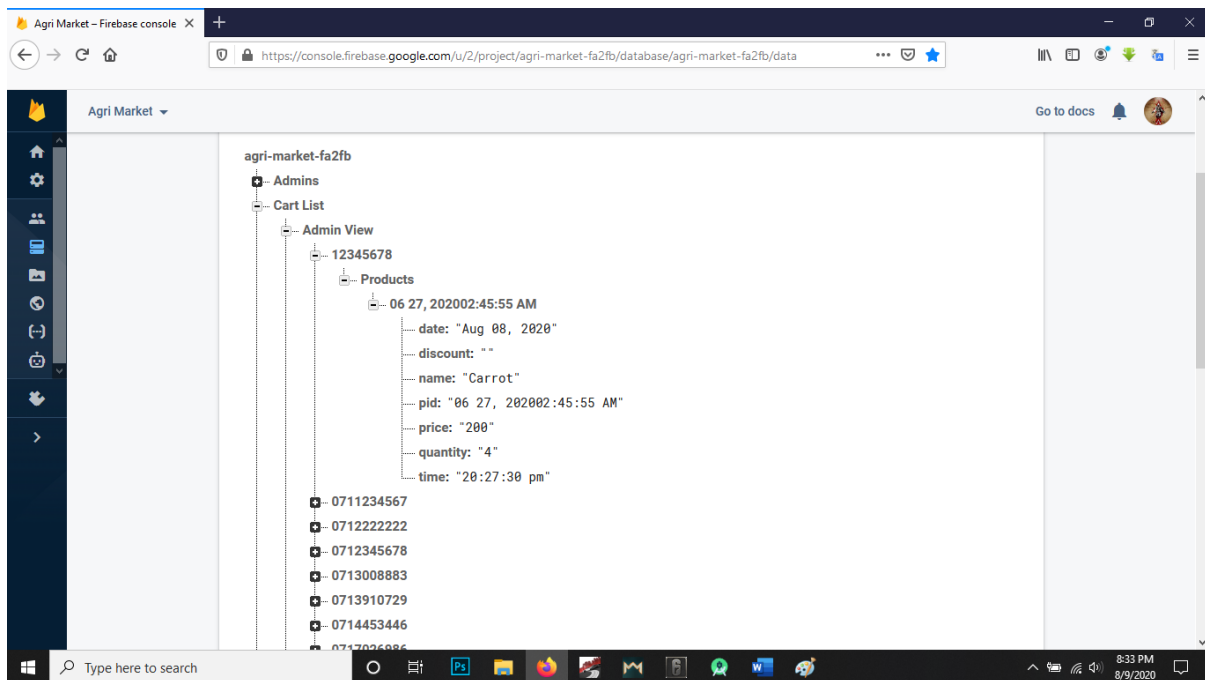 Agri Market – Firebase console
https://console.firebase.google.com/u/2/project/agri-market-fa2fb/database/agri-market-fa2fb/data
Agri Market
Go to docs
agri-market-fa2fb
Admins
Cart List
Admin View
12345678
Products
06 27, 202002:45:55 AM
date: "Aug 08, 2020"
discount: ""
name: "Carrot"
pid: "06 27, 202002:45:55 AM"
price: "200"
quantity: "4"
time: "20:27:30 pm"
0711234567
0712222222
0712345678
0713008883
0713910729
0714453446
0717026986
Type here to search
Ps
W
8:33 PM
8/9/2020